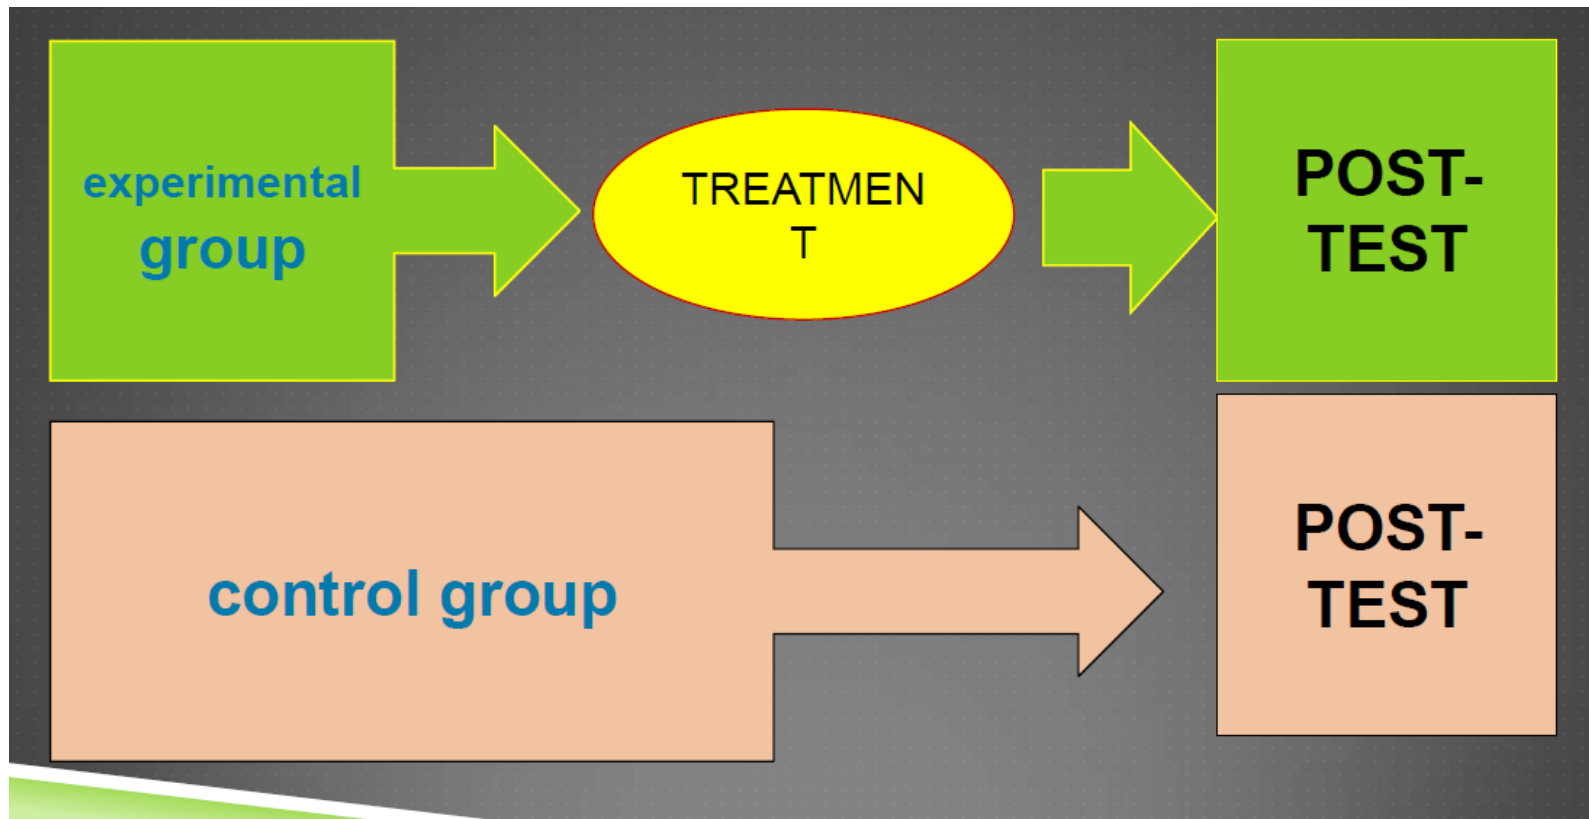 experimental
group
TREATMEN
T
POST-
TEST
control group
POST-
TEST